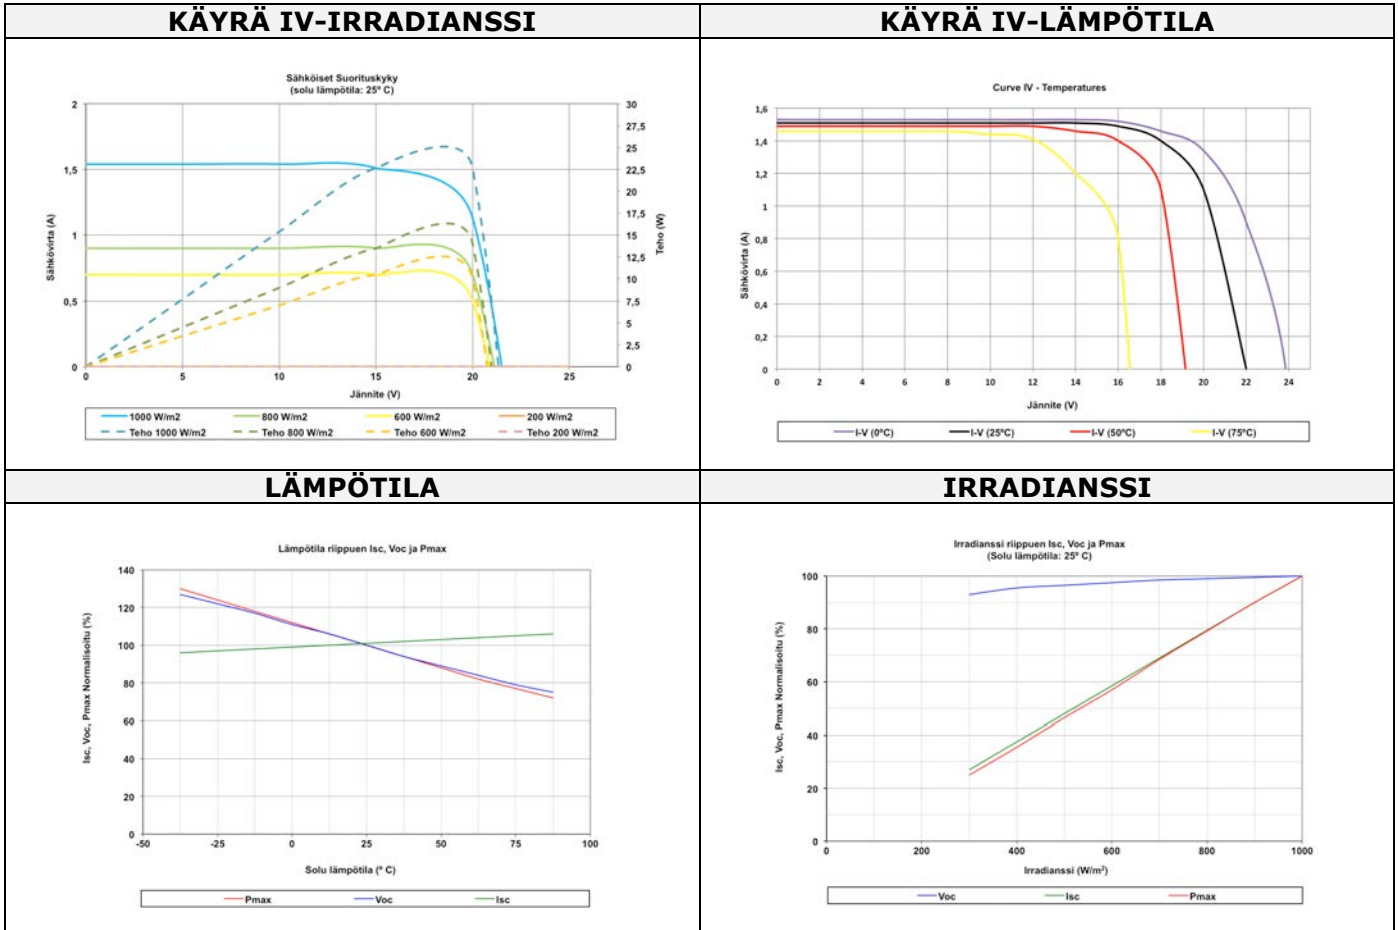 KÄYRÄ IV-IRRADIANSSI
KÄYRÄ IV-LÄMPÖTILA
Sähköiset Suorituskyky
(solu lämpötila: 25º C)
Sähkövirta (A)
2
1,5
1
0,5
0
30
27,5
25
22,5
20
17,5
15
12,5
10
7,5
5
2,5
0
Teho (W)
0 5 10 15 20 25
Jännite (V)
1000 W/m2 800 W/m2 600 W/m2 200 W/m2
Teho 1000 W/m2 Teho 800 W/m2 Teho 600 W/m2 Teho 200 W/m2
Curve IV - Temperatures
Sähkövirta (A)
1,6
1,4
1,2
1
0,8
0,6
0,4
0,2
0
0 2 4 6 8 10 12 14 16 18 20 22 24
Jännite (V)
I-V (0ºC) I-V (25ºC) I-V (50ºC) I-V (75ºC)
LÄMPÖTILA
IRRADIANSSI
Lämpötila riippuen Isc, Voc ja Pmax
Isc, Voc, Pmax Normalisoitu (%)
140
120
100
80
60
40
20
0
-50 -25 0 25 50 75 100
Solu lämpötila (º C)
Pmax Voc Isc
Irradianssi riippuen Isc, Voc ja Pmax
(Solu lämpötila: 25º C)
Isc, Voc, Pmax Normalisoitu (%)
100
80
60
40
20
0
0 200 400 600 800 1000
Irradianssi (W/m²)
Voc Isc Pmax